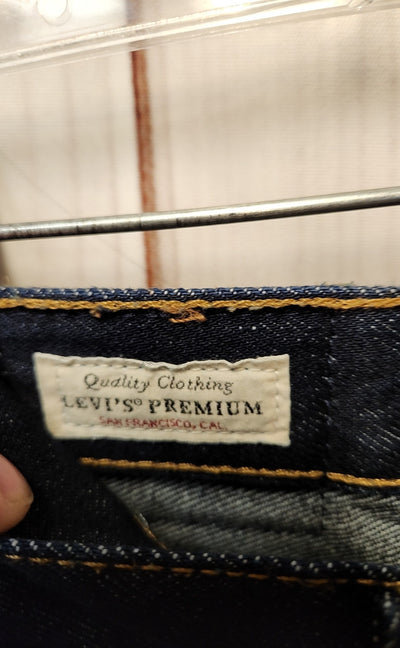 Quality Clothing
LEVI'S® PREMIUM
SAN FRANCISCO, CAL.